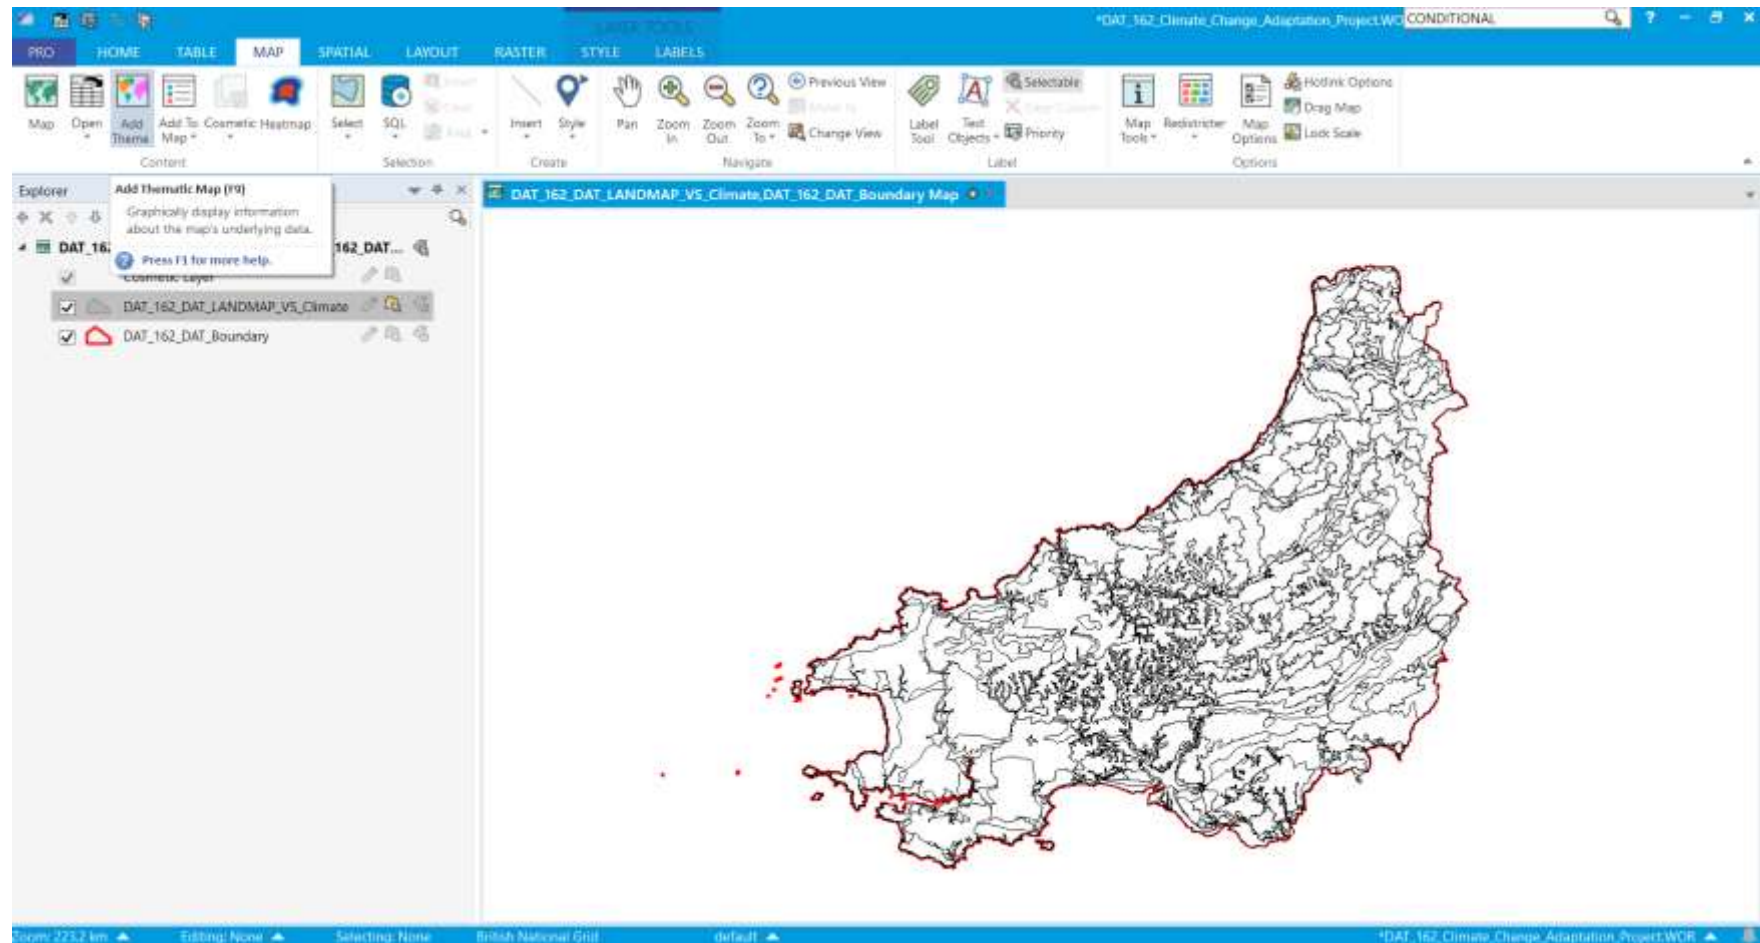 LAYER TOOLS
*DAT_162_Climate_Change_Adaptation_Project.WO
CONDITIONAL
?
PRO HOME TABLE MAP SPATIAL LAYOUT RASTER STYLE LABELS
Map Open Add Theme Add To Map Cosmetic Heatmap
Content
Select SQL
Selection
Insert Style
Create
Pan Zoom In Zoom Out Zoom To
Previous View
Change View
Navigate
Label Tool Text Objects
Selectable
Priority
Label
Map Tools Redistricter Map Options
Hotlink Options
Drag Map
Lock Scale
Options
Explorer
Add Thematic Map (F9)
Graphically display information
about the map's underlying data.
Press F1 for more help.
DAT_162_DAT_LANDMAP_VS_Climate,DAT_162_DAT_Boundary Map
DAT_16 162_DAT...
Cosmetic Layer
DAT_162_DAT_LANDMAP_VS_Climate
DAT_162_DAT_Boundary
Zoom: 223.2 km Editing: None Selecting: None British National Grid default *DAT_162_Climate_Change_Adaptation_Project.WOR